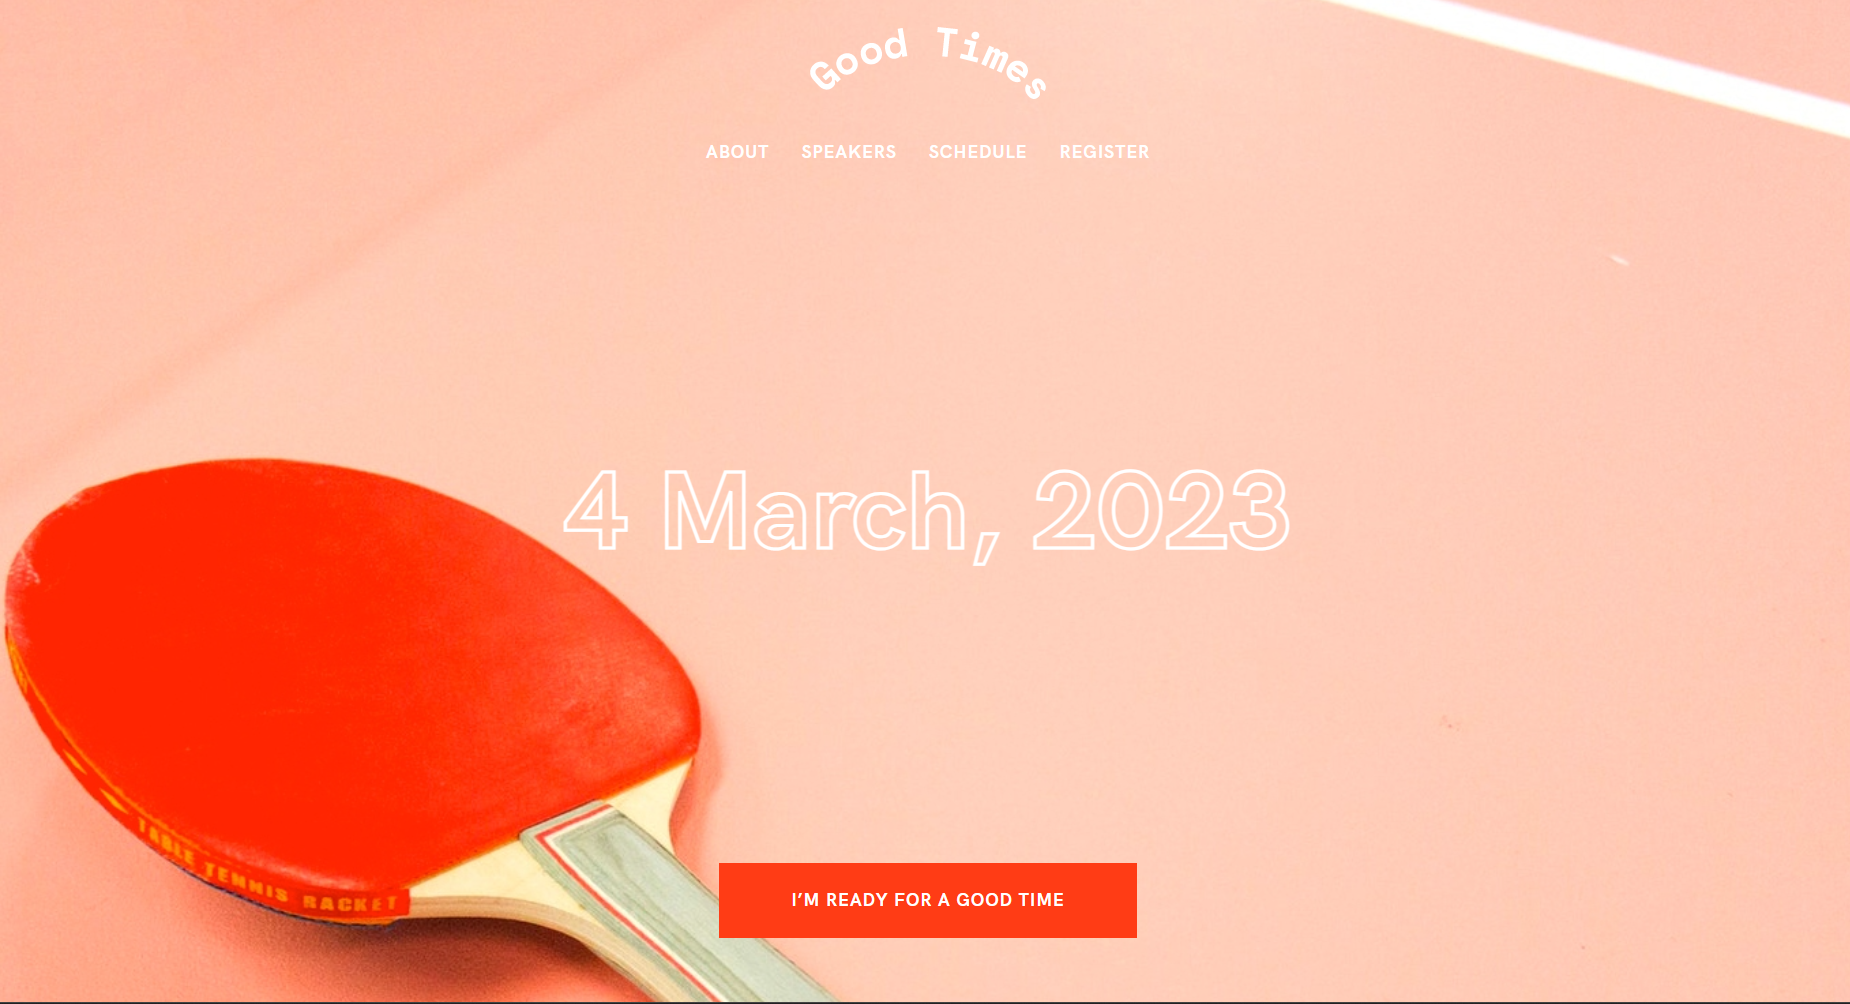 Good Times
ABOUT SPEAKERS SCHEDULE REGISTER
4 March, 2023
I’M READY FOR A GOOD TIME
TABLE TENNIS RACKET